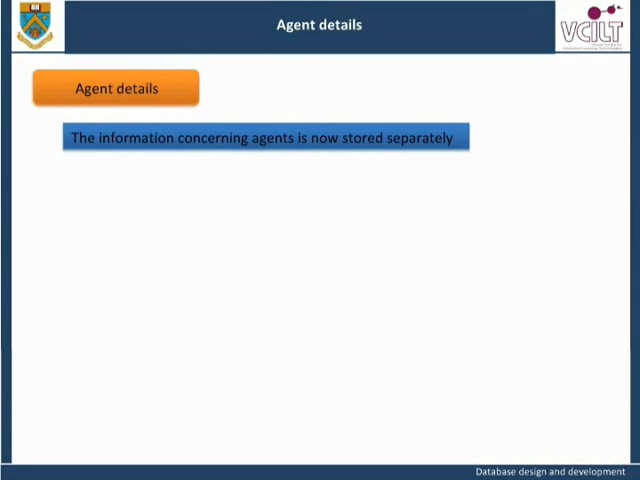 Agent details
VCILT
Agent details
The information concerning agents is now stored separately
Database design and development